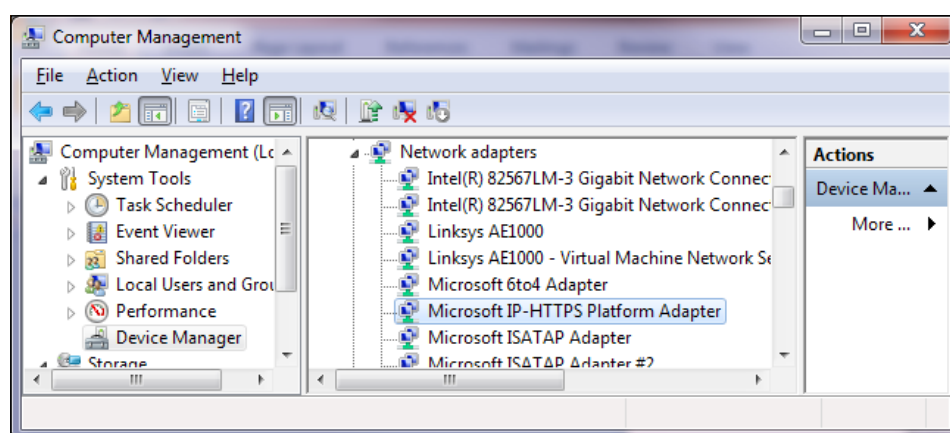 Computer Management
File Action View Help
Computer Management (Lc
System Tools
Task Scheduler
Event Viewer
Shared Folders
Local Users and Grou
Performance
Device Manager
Storage
Network adapters
Intel(R) 82567LM-3 Gigabit Network Connec
Intel(R) 82567LM-3 Gigabit Network Connec
Linksys AE1000
Linksys AE1000 - Virtual Machine Network Se
Microsoft 6to4 Adapter
Microsoft IP-HTTPS Platform Adapter
Microsoft ISATAP Adapter
Microsoft ISATAP Adapter #2
Actions
Device Ma...
More ...